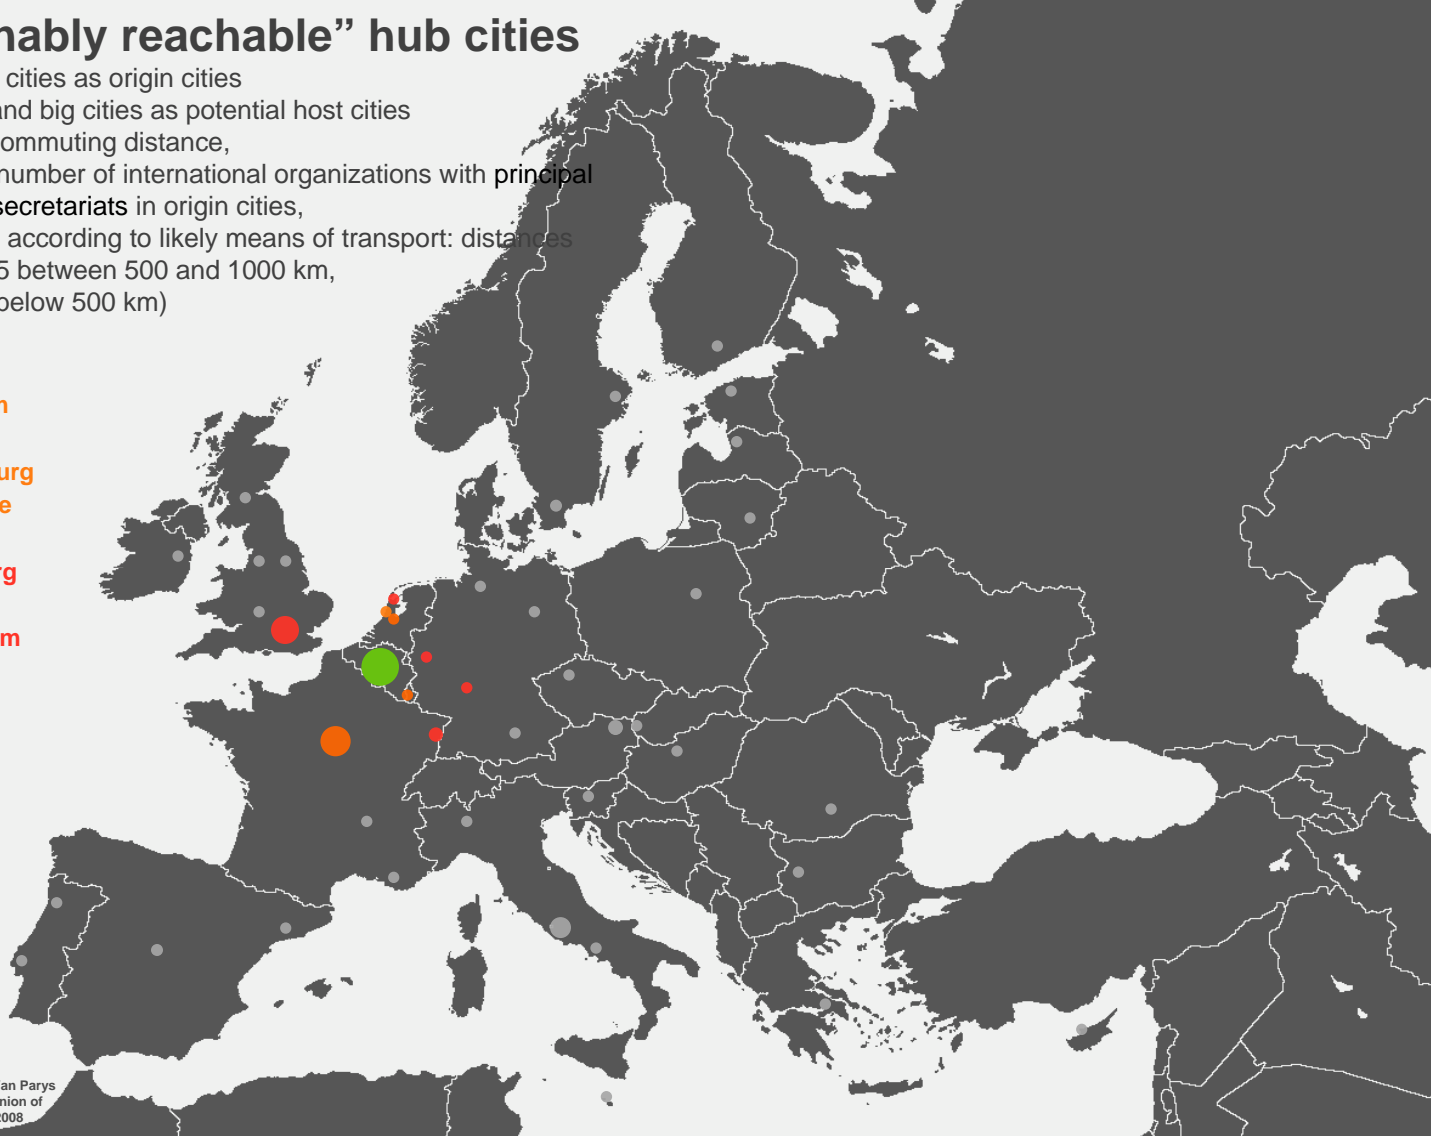 nably reachable” hub cities
cities as origin cities
and big cities as potential host cities
ommuting distance,
number of international organizations with principal
secretariats in origin cities,
according to likely means of transport: distances
5 between 500 and 1000 km,
below 500 km)
n
urg
e
rg
m
an Parys
nion of
2008